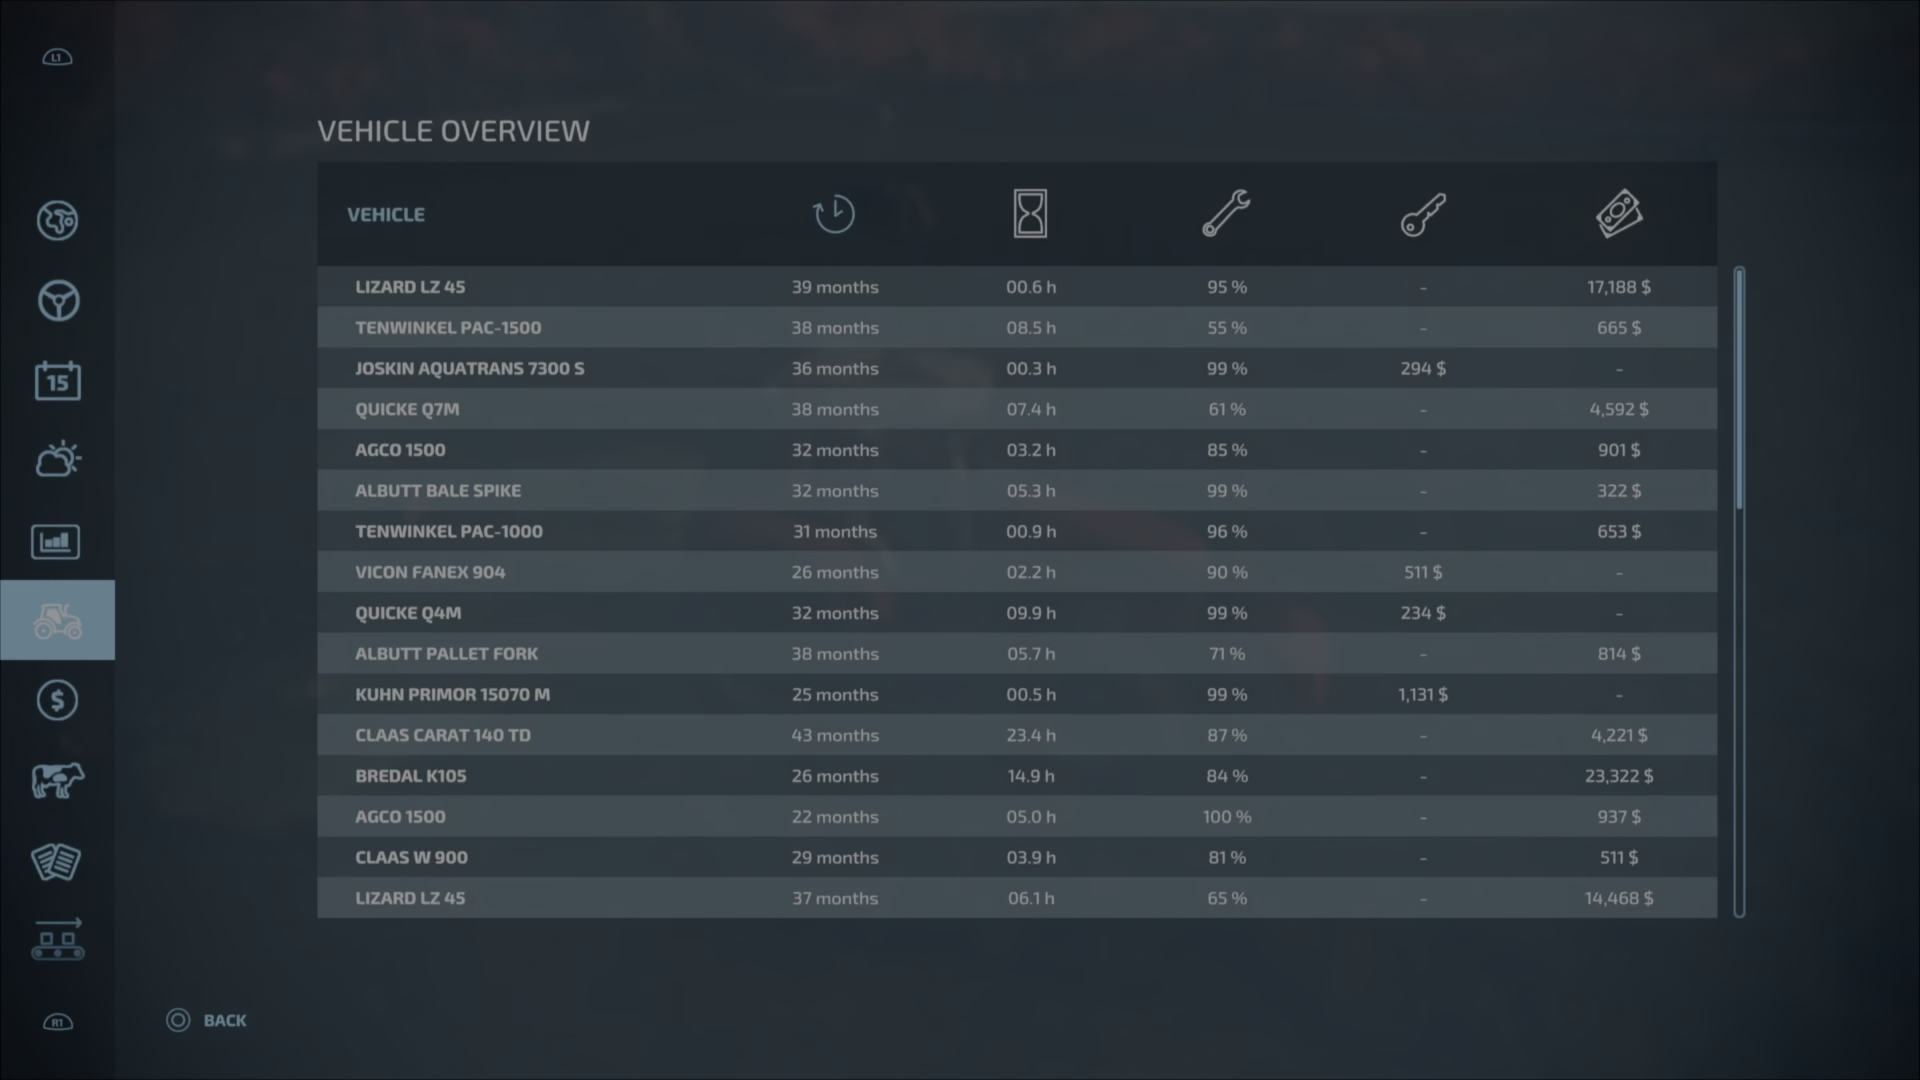 L1
VEHICLE OVERVIEW
VEHICLE
LIZARD LZ 45 39 months 00.6 h 95 % - 17,188 $
TENWINKEL PAC-1500 38 months 08.5 h 55 % - 665 $
JOSKIN AQUATRANS 7300 S 36 months 00.3 h 99 % 294 $ -
QUICKE Q7M 38 months 07.4 h 61 % - 4,592 $
15
AGCO 1500 32 months 03.2 h 85 % - 901 $
ALBUTT BALE SPIKE 32 months 05.3 h 99 % - 322 $
TENWINKEL PAC-1000 31 months 00.9 h 96 % - 653 $
VICON FANEX 904 26 months 02.2 h 90 % 511 $ -
QUICKE Q4M 32 months 09.9 h 99 % 234 $ -
ALBUTT PALLET FORK 38 months 05.7 h 71 % - 814 $
KUHN PRIMOR 15070 M 25 months 00.5 h 99 % 1,131 $ -
$
CLAAS CARAT 140 TD 43 months 23.4 h 87 % - 4,221 $
BREDAL K105 26 months 14.9 h 84 % - 23,322 $
AGCO 1500 22 months 05.0 h 100 % - 937 $
CLAAS W 900 29 months 03.9 h 81 % - 511 $
LIZARD LZ 45 37 months 06.1 h 65 % - 14,468 $
R1
BACK